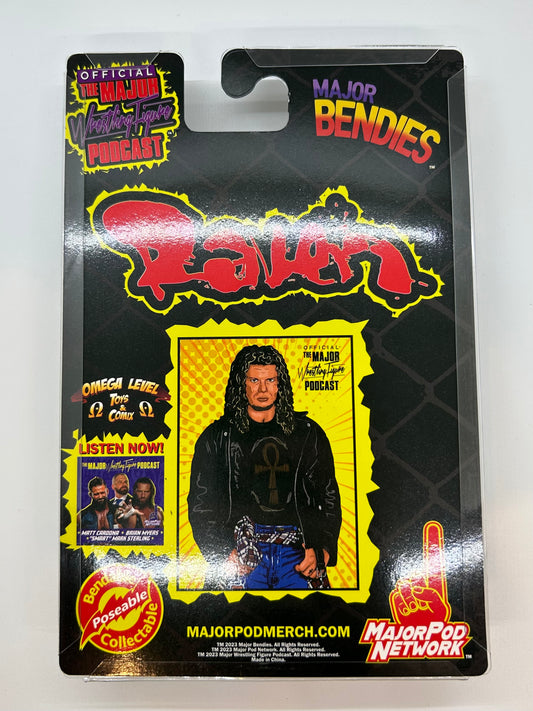 OFFICIAL
THE MAJOR
Wrestling Figure
PODCAST
MAJOR
BENDIES
TM
Raven
OFFICIAL
THE MAJOR
Wrestling Figure
PODCAST
OMEGA LEVEL
TOYS
&
COMIX
LISTEN NOW!
THE MAJOR Wrestling Figure PODCAST
MATT CARDONA • BRIAN MYERS •
"SMART" MARK STERLING •
Bendable
Poseable
Collectable
MAJORPODMERCH.COM
TM 2023 Major Bendies. All Rights Reserved.
TM 2023 Major Pod Network. All Rights Reserved.
TM 2023 Major Wrestling Figure Podcast. All Rights Reserved.
Made in China.
MAJORPOD
NETWORK
TM